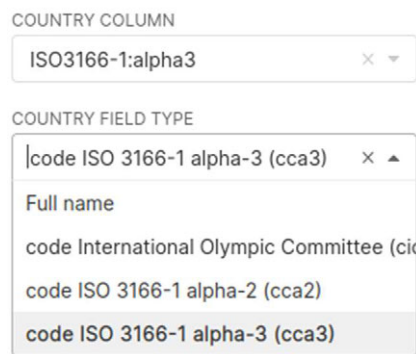 COUNTRY COLUMN
ISO3166-1:alpha3
COUNTRY FIELD TYPE
code ISO 3166-1 alpha-3 (cca3)
Full name
code International Olympic Committee (cio
code ISO 3166-1 alpha-2 (cca2)
code ISO 3166-1 alpha-3 (cca3)